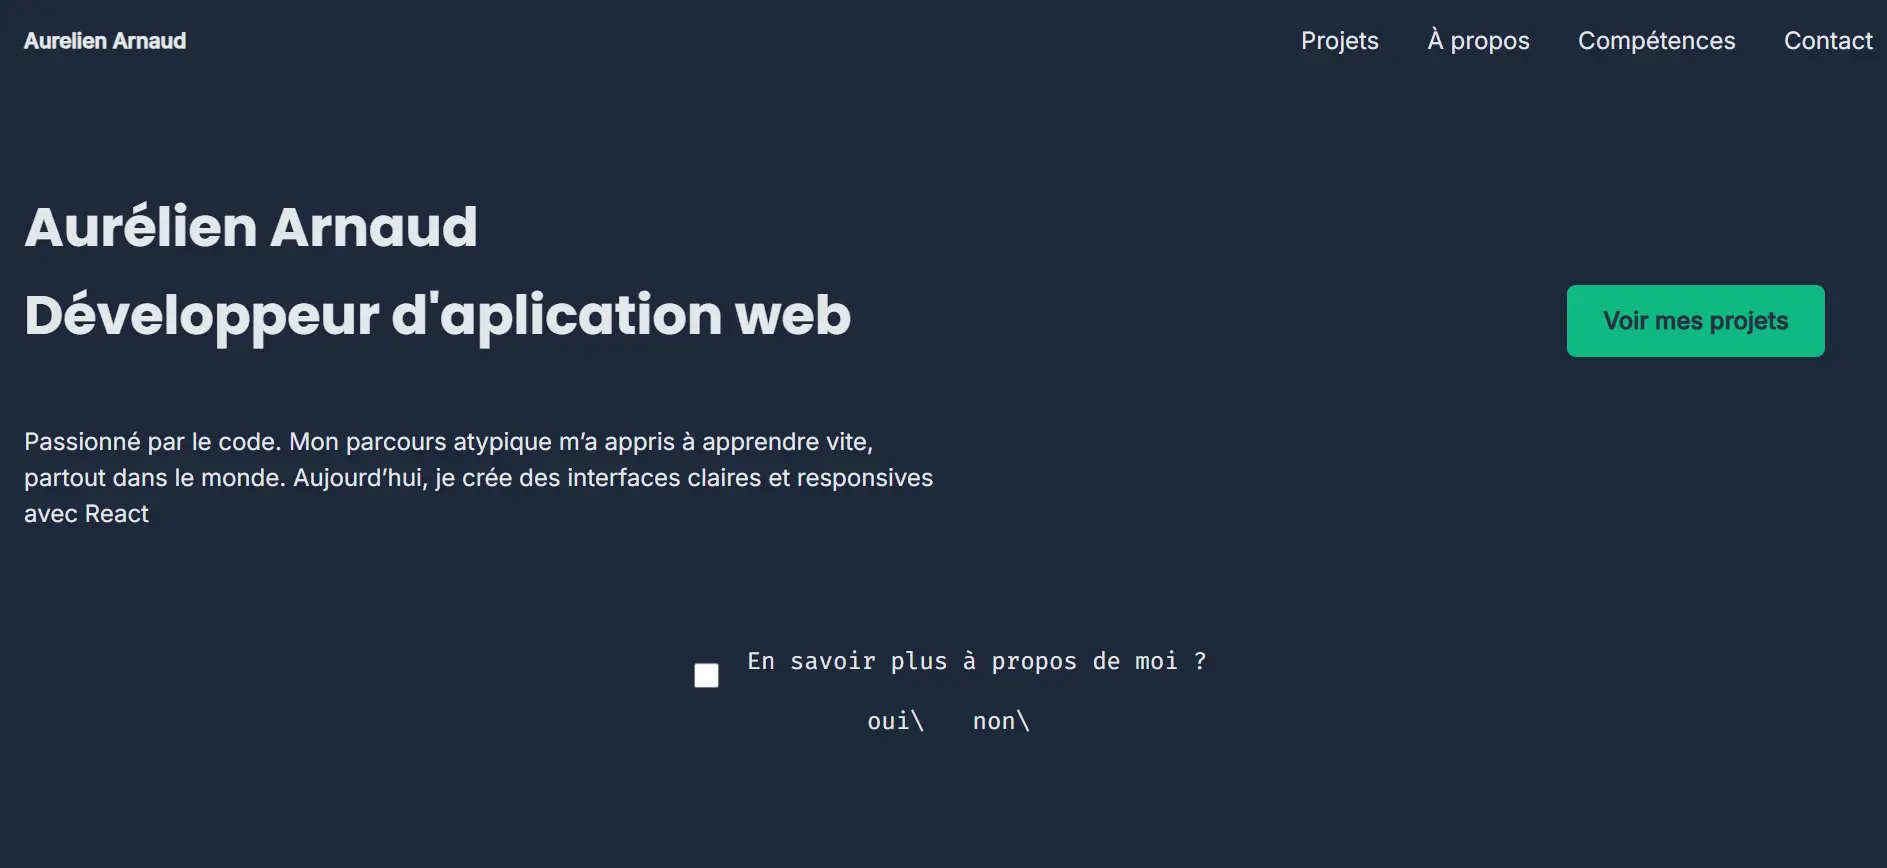 Aurelien Arnaud
Projets
À propos
Compétences
Contact
Aurélien Arnaud
Développeur d'aplication web
Voir mes projets
Passionné par le code. Mon parcours atypique m’a appris à apprendre vite,
partout dans le monde. Aujourd’hui, je crée des interfaces claires et responsives
avec React
En savoir plus à propos de moi ?
oui\ non\